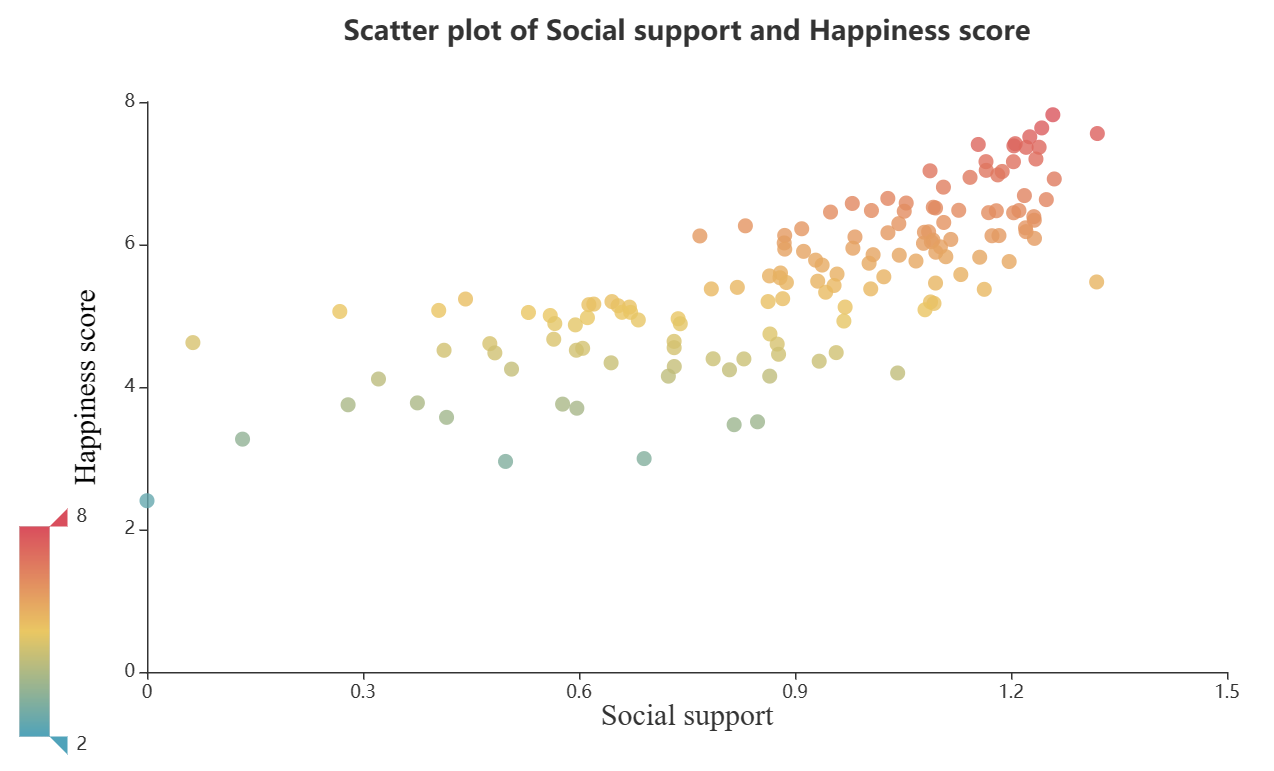 Scatter plot of Social support and Happiness score
Happiness score
8
6
4
2
0
0 0.3 0.6 0.9 1.2 1.5
Social support
8
2